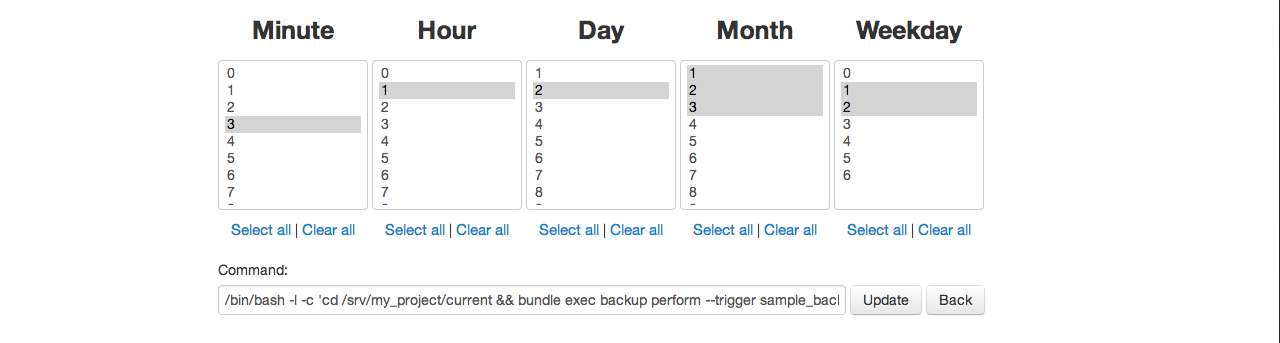 Minute Hour Day Month Weekday
0 0 1 1 0
1 1 2 2 1
2 2 3 3 2
3 3 4 4 3
4 4 5 5 4
5 5 6 6 5
6 6 7 7 6
7 7 8 8
Select all | Clear all Select all | Clear all Select all | Clear all Select all | Clear all Select all | Clear all
Command:
/bin/bash -l -c 'cd /srv/my_project/current && bundle exec backup perform --trigger sample_bac Update Back